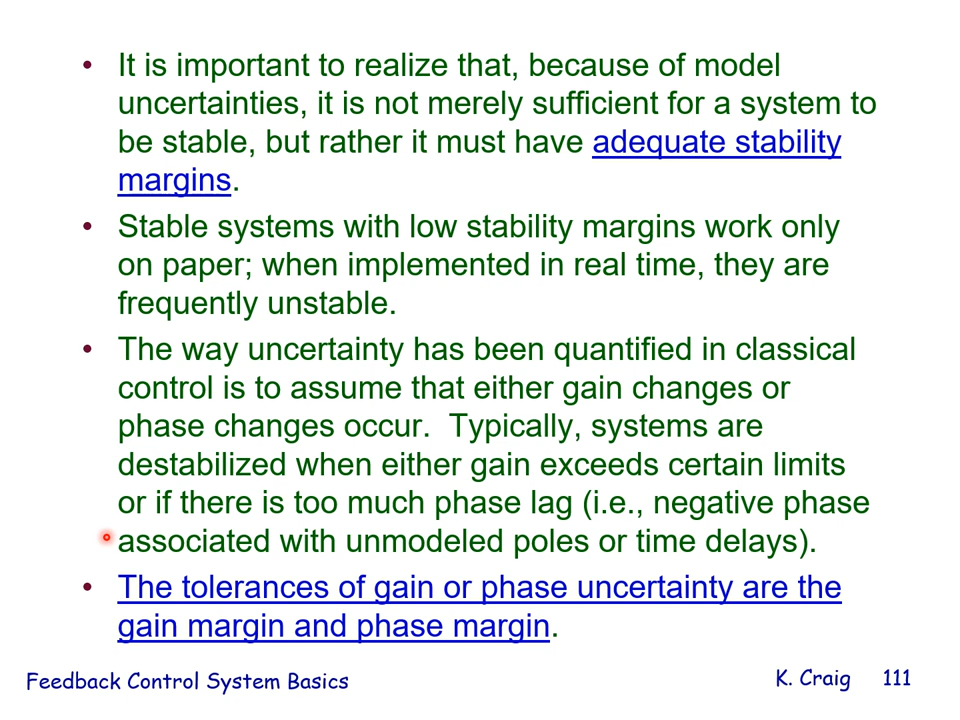 • It is important to realize that, because of model
uncertainties, it is not merely sufficient for a system to
be stable, but rather it must have adequate stability
margins.
• Stable systems with low stability margins work only
on paper; when implemented in real time, they are
frequently unstable.
• The way uncertainty has been quantified in classical
control is to assume that either gain changes or
phase changes occur.  Typically, systems are
destabilized when either gain exceeds certain limits
or if there is too much phase lag (i.e., negative phase
associated with unmodeled poles or time delays).
• The tolerances of gain or phase uncertainty are the
gain margin and phase margin.
Feedback Control System Basics
K. Craig 111